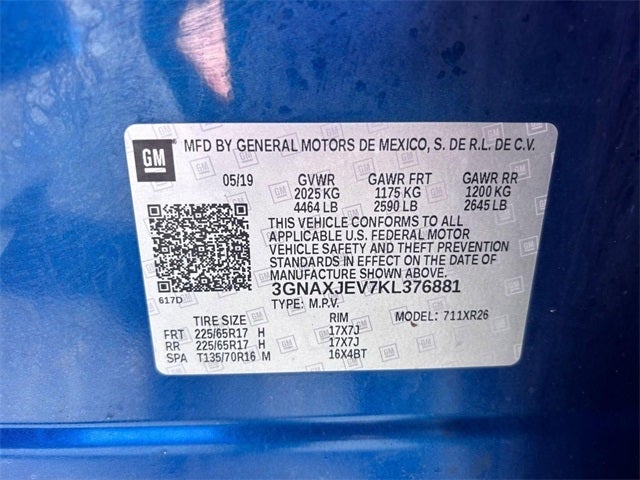 GM MFD BY GENERAL MOTORS DE MEXICO, S. DE R.L. DE C.V.
05/19 GVWR GAWR FRT GAWR RR
2025 KG 1175 KG 1200 KG
4464 LB 2590 LB 2645 LB
THIS VEHICLE CONFORMS TO ALL
APPLICABLE U.S. FEDERAL MOTOR
VEHICLE SAFETY AND THEFT PREVENTION
STANDARDS IN EFFECT ON THE DATE OF
MANUFACTURE SHOWN ABOVE.
617D 3GNAXJEV7KL376881
TYPE: M.P.V.
TIRE SIZE RIM MODEL: 711XR26
FRT 225/65R17 H 17X7J
RR 225/65R17 H 17X7J
SPA T135/70R16 M 16X4BT